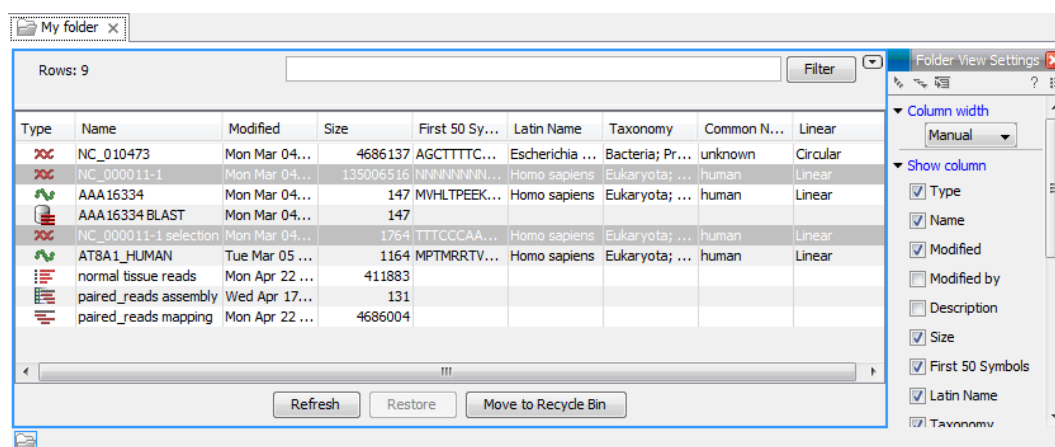 My folder
Rows: 9 Filter
Type Name Modified Size First 50 Sy... Latin Name Taxonomy Common N... Linear
NC_010473 Mon Mar 04... 4686137 AGCTTTTC... Escherichia ... Bacteria; Pr... unknown Circular
NC_000011-1 Mon Mar 04... 135006516 NNNNNNNN... Homo sapiens Eukaryota; ... human Linear
AAA16334 Mon Mar 04... 147 MVHLTPEEK... Homo sapiens Eukaryota; ... human Linear
AAA16334 BLAST Mon Mar 04... 147
NC_000011-1 selection Mon Mar 04... 1764 TTTCCCAA... Homo sapiens Eukaryota; ... human Linear
AT8A1_HUMAN Tue Mar 05 ... 1164 MPTMRRTV... Homo sapiens Eukaryota; ... human Linear
normal tissue reads Mon Apr 22 ... 411883
paired_reads assembly Wed Apr 17... 131
paired_reads mapping Mon Apr 22 ... 4686004
Refresh Restore Move to Recycle Bin
Folder View Settings
?
Column width
Manual
Show column
Type
Name
Modified
Modified by
Description
Size
First 50 Symbols
Latin Name
Taxonomy